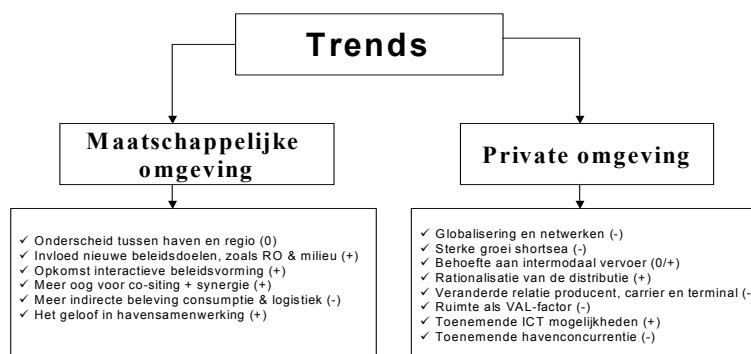 Trends
Maatschappelijke
omgeving
✓ Onderscheid tussen haven en regio (0)
✓ Invloed nieuwe beleidsdoelen, zoals RO & milieu (+)
✓ Opkomst interactieve beleidsvorming (+)
✓ Meer oog voor co-siting + synergie (+)
✓ Meer indirecte beleving consumptie & logistiek (-)
✓ Het geloof in havensamenwerking (+)
Private omgeving
✓ Globalisering en netwerken (-)
✓ Sterke groei shortsea (-)
✓ Behoefte aan intermodaal vervoer (0/+)
✓ Rationalisatie van de distributie (+)
✓ Veranderde relatie producent, carrier en terminal (-
✓ Ruimte als VAL-factor (-)
✓ Toenemende ICT mogelijkheden (+)
✓ Toenemende havenconcurrentie (-)